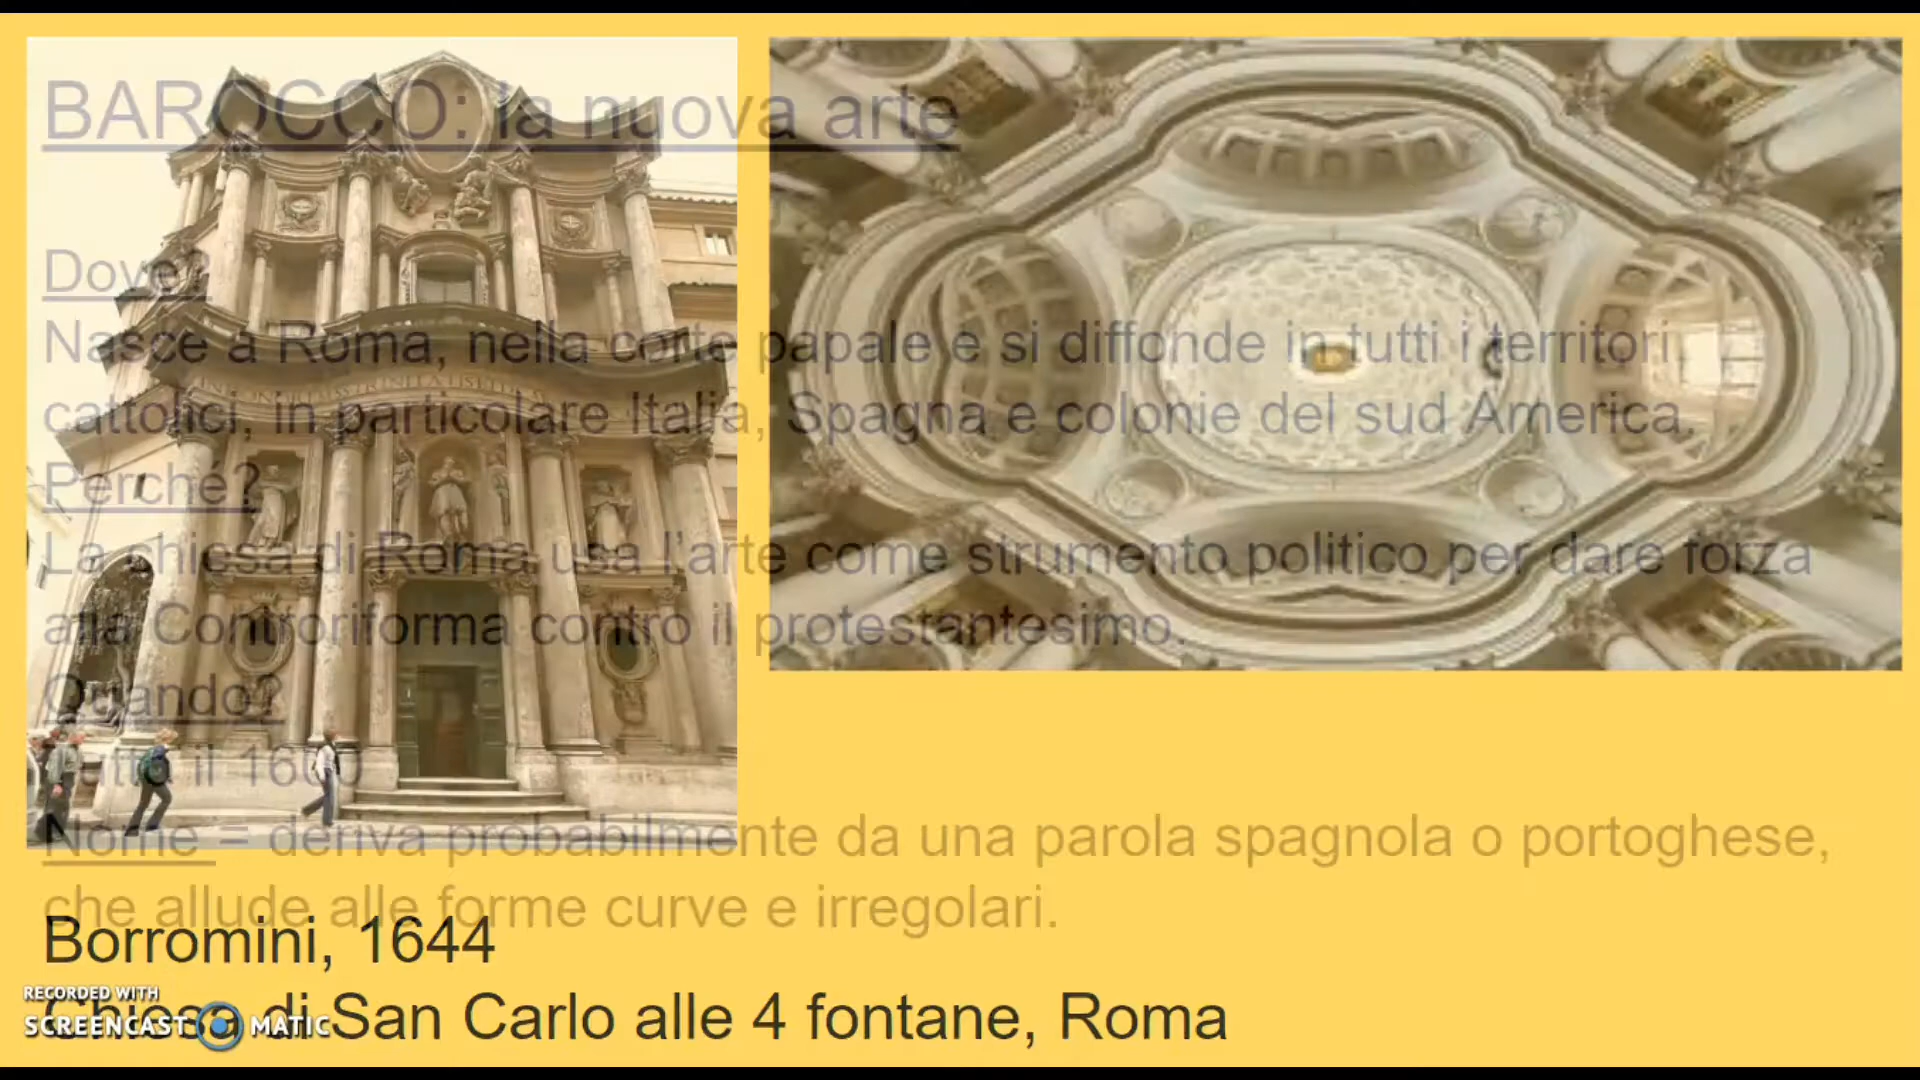 BAROCCO: la nuova arte
Dove?
Nasce a Roma, nella corte papale e si diffonde in tutti i territori
cattolici, in particolare Italia, Spagna e colonie del sud America.
Perché?
La chiesa di Roma usa l'arte come strumento politico per dare forza
alla Controriforma contro il protestantesimo.
Quando?
Tutto il 1600
Nome = deriva probabilmente da una parola spagnola o portoghese,
che allude alle forme curve e irregolari.
Borromini, 1644
Chiesa di San Carlo alle 4 fontane, Roma
RECORDED WITH
SCREENCAST MATIC